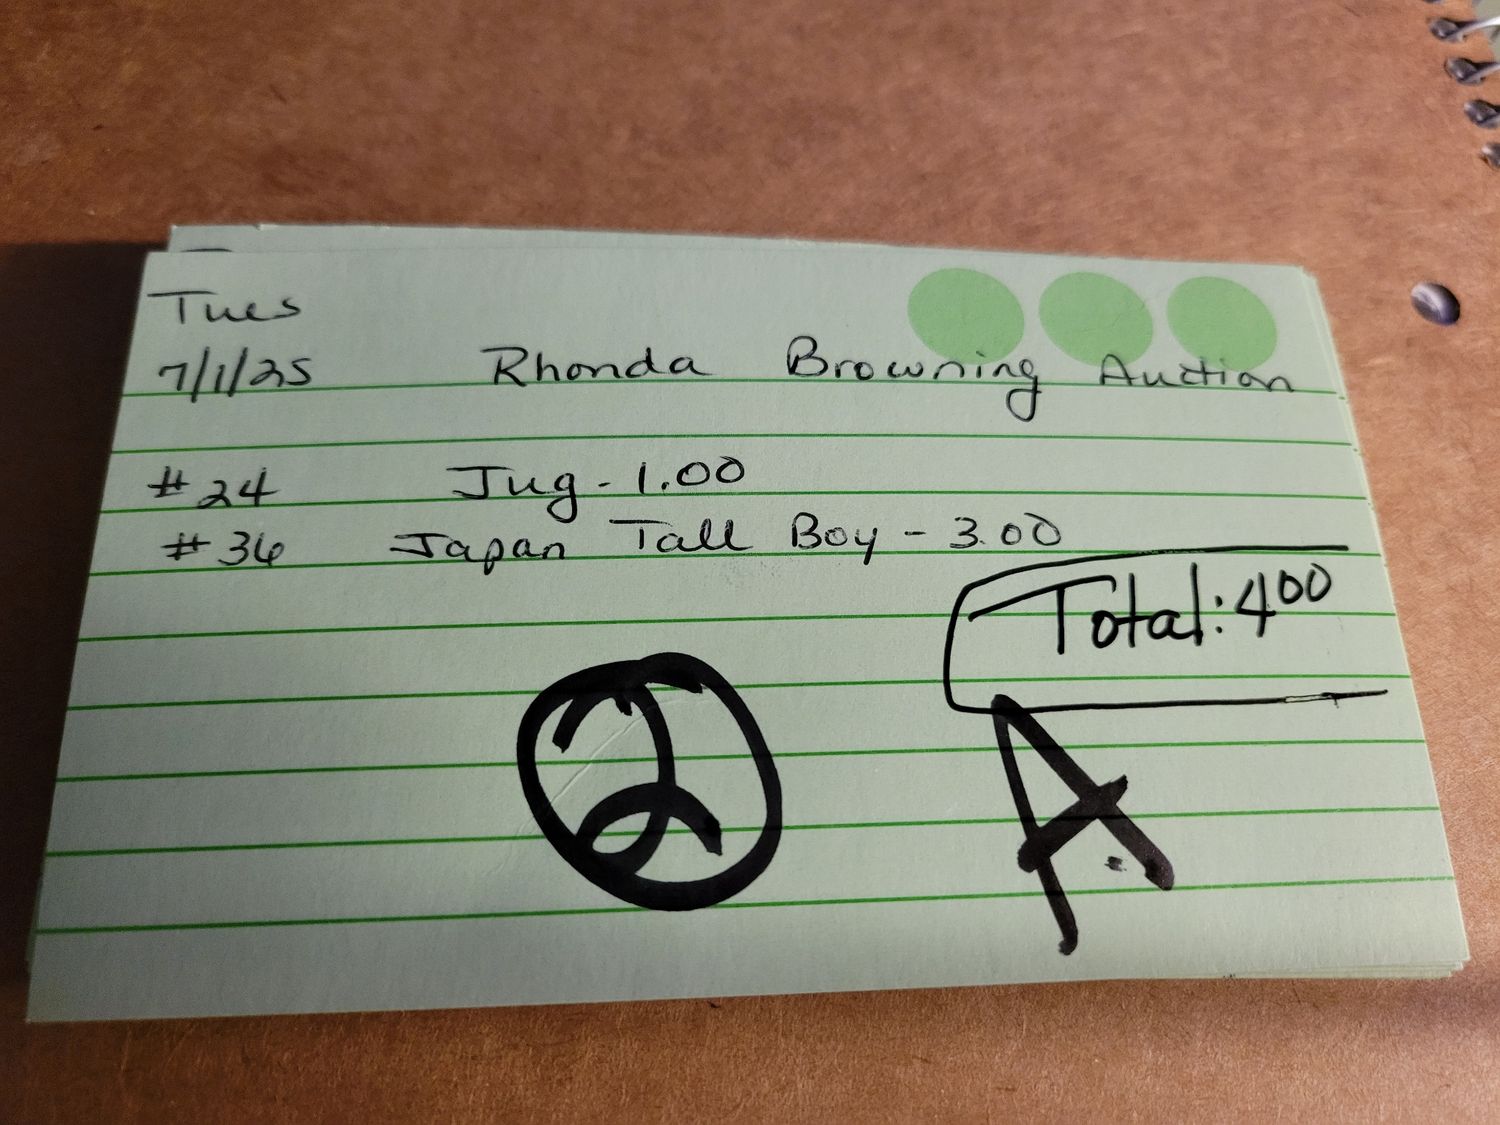 Tues
7/1/25 Rhonda Browning Auction
#24 Jug - 1.00
#36 Japan Tall Boy - 3.00
Total: 4.00
2
A